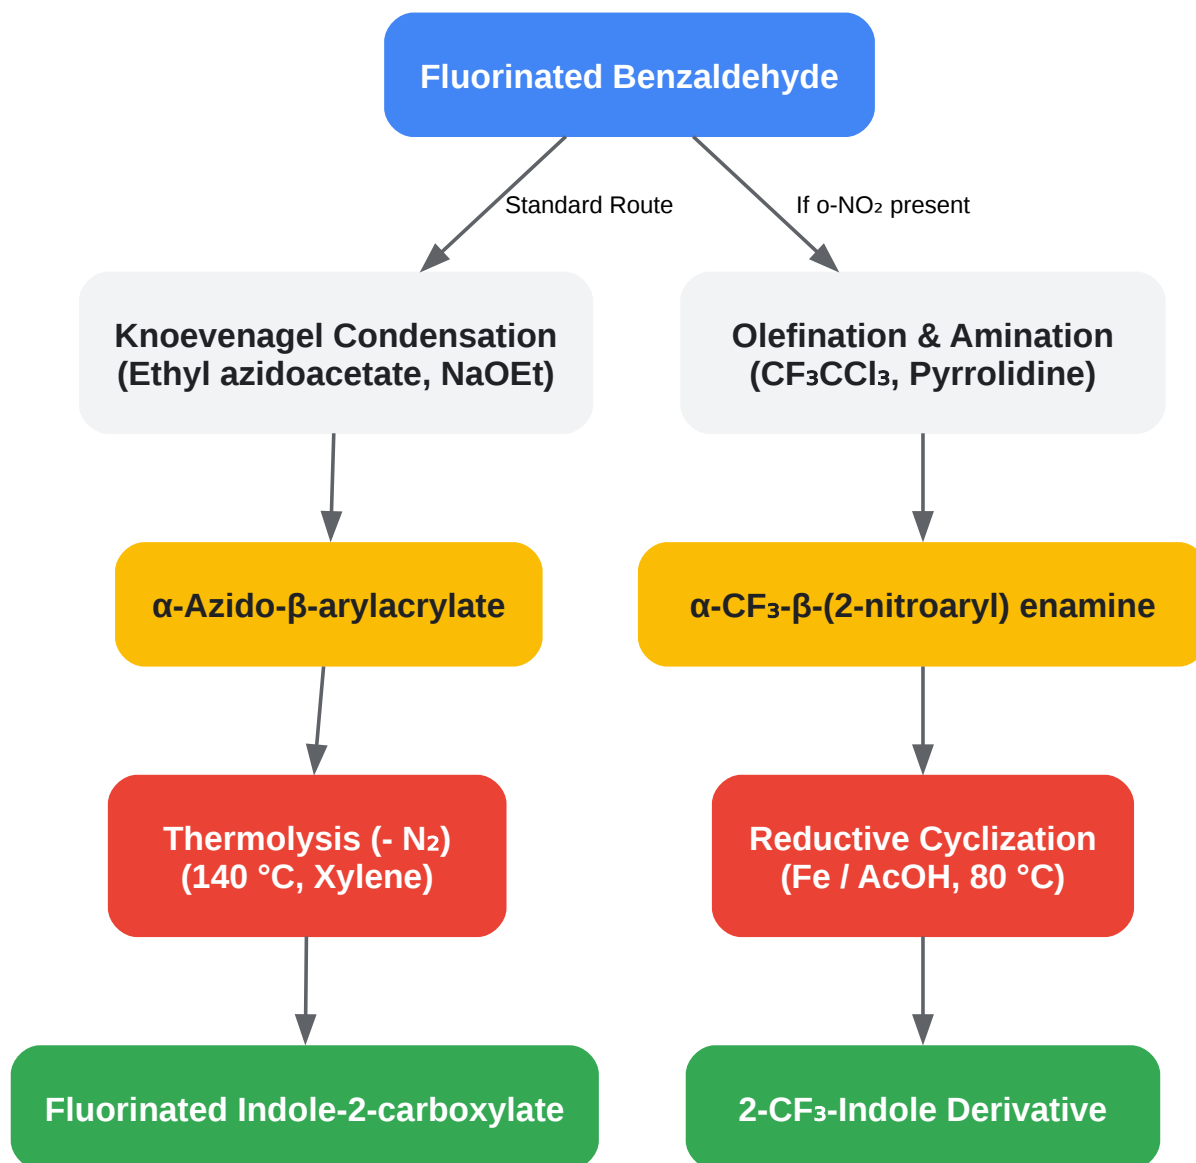 Fluorinated Benzaldehyde
Standard Route
If o-NO₂ present
Knoevenagel Condensation
(Ethyl azidoacetate, NaOEt)
Olefination & Amination
(CF₃CCl₃, Pyrrolidine)
α-Azido-β-arylacrylate
α-CF₃-β-(2-nitroaryl) enamine
Thermolysis (- N₂)
(140 °C, Xylene)
Reductive Cyclization
(Fe / AcOH, 80 °C)
Fluorinated Indole-2-carboxylate
2-CF₃-Indole Derivative